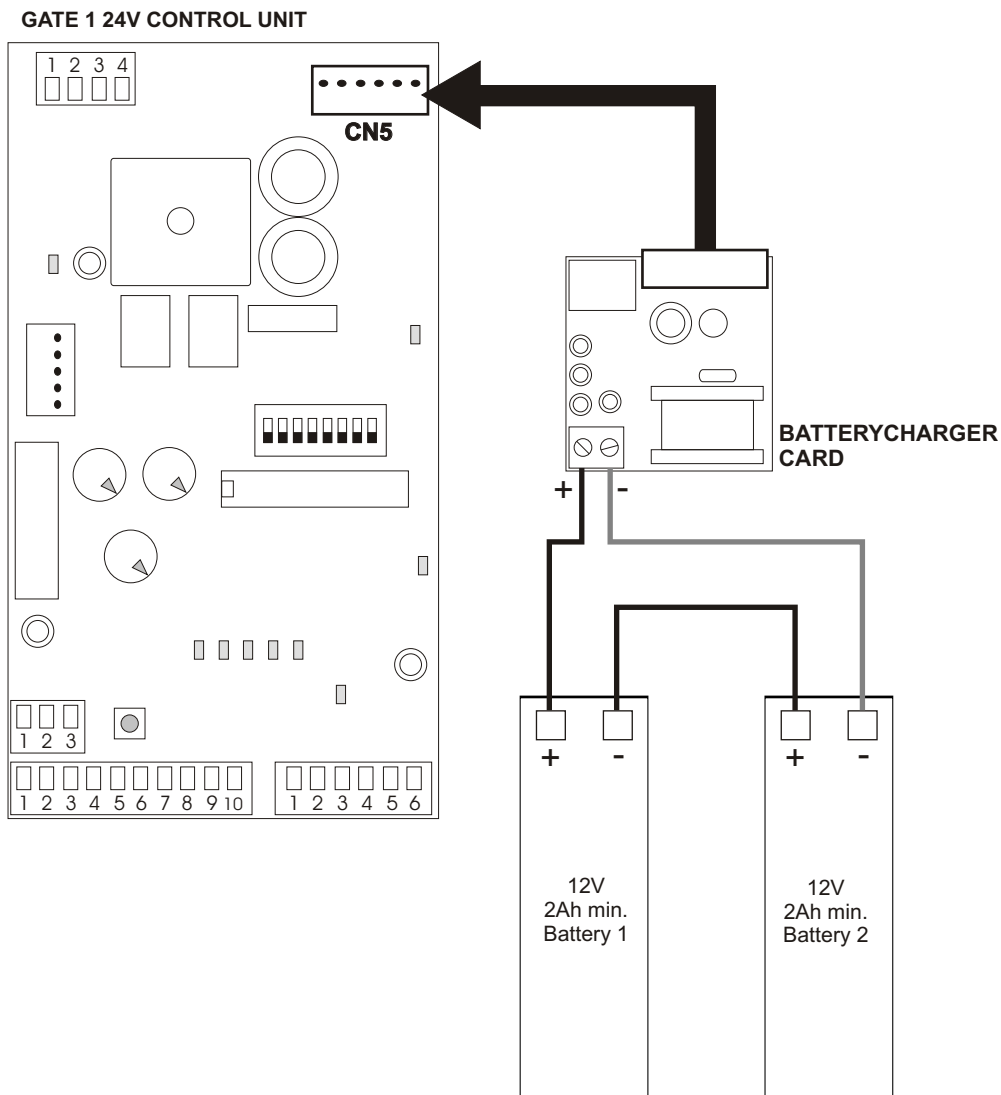 GATE 1 24V CONTROL UNIT
1 2 3 4
CN5
BATTERYCHARGER
CARD
+ -
1 2 3
+ - + -
1 2 3 4 5 6 7 8 9 10
1 2 3 4 5 6
12V
2Ah min.
Battery 1
12V
2Ah min.
Battery 2